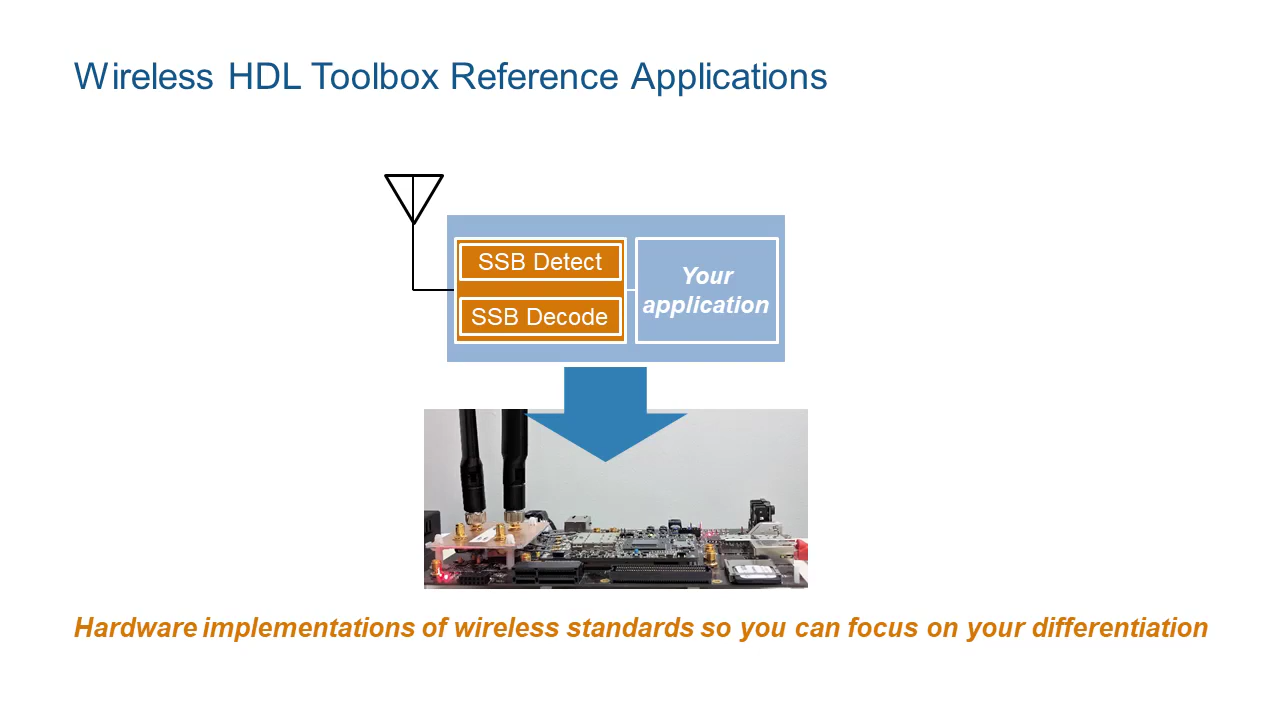 Wireless HDL Toolbox Reference Applications
SSB Detect
SSB Decode
Your
application
Hardware implementations of wireless standards so you can focus on your differentiation